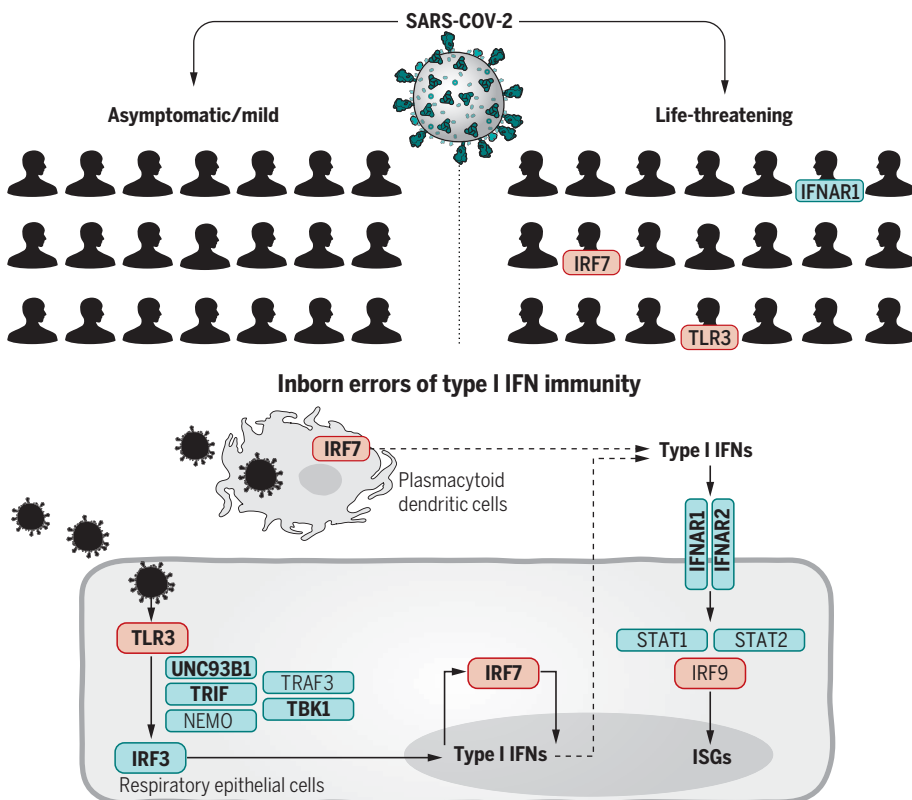 SARS-COV-2
Asymptomatic/mild
Life-threatening
IFNAR1
IRF7
TLR3
Inborn errors of type I IFN immunity
IRF7
Plasmacytoid
dendritic cells
Type I IFNs
IFNAR1
IFNAR2
TLR3
UNC93B1
TRIF
NEMO
TRAF3
TBK1
IRF3
Respiratory epithelial cells
IRF7
Type I IFNs
STAT1
STAT2
IRF9
ISGs